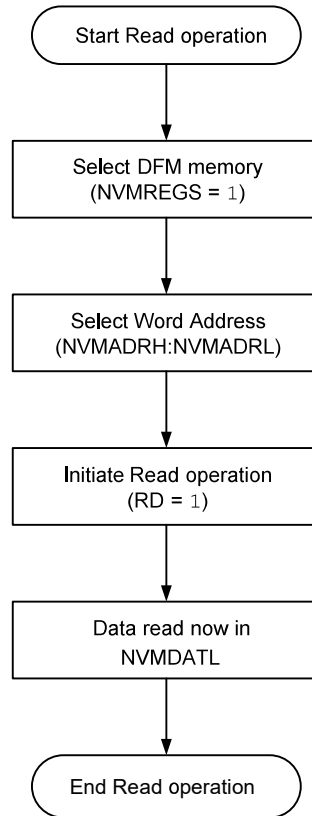 Start Read operation
Select DFM memory
(NVMREGS = 1)
Select Word Address
(NVMADRH:NVMADRL)
Initiate Read operation
(RD = 1)
Data read now in
NVMDATL
End Read operation